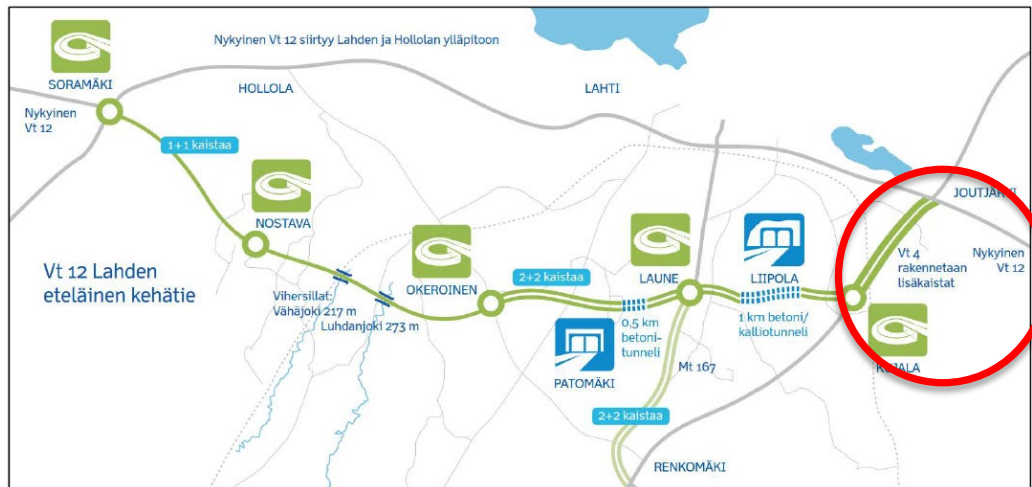 Nykyinen Vt 12 siirtyy Lahden ja Hollolan ylläpitoon
SORAMÄKI
HOLLOLA
LAHTI
Nykyinen
Vt 12
1+1 kaistaa
JOUTJÄRVI
NOSTAVA
Vt 12 Lahden
eteläinen kehätie
OKEROINEN
2+2 kaistaa
LAUNE
LIIPOLA
Vt 4
rakennetaan
lisäkaistat
Nykyinen
Vt 12
Vihersillat:
Vähäjoki 217 m
Luhdanjoki 273 m
0,5 km
betoni-
tunneli
1 km betoni/
kalliotunneli
PATOMÄKI
Mt 167
KUJALA
2+2 kaistaa
RENKOMÄKI